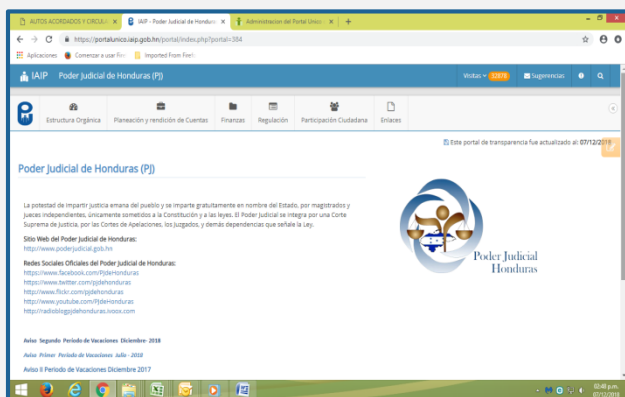 AUTOS ACORDADOS Y CIRCULA
IAIP - Poder Judicial de Hondura
Administracion del Portal Unico
https://portalunico.iaip.gob.hn/portal/index.php?portal=384
Aplicaciones
Comenzar a usar Fire
Imported From Firef
IAIP Poder Judicial de Honduras (PJ)
Visitas
Sugerencias
Estructura Orgánica
Planeación y rendición de Cuentas
Finanzas
Regulación
Participación Ciudadana
Enlaces
Este portal de transparencia fue actualizado al: 07/12/2018
Poder Judicial de Honduras (PJ)
La potestad de impartir justicia emana del pueblo y se imparte gratuitamente en nombre del Estado, por magistrados y
jueces independientes, únicamente sometidos a la Constitución y a las leyes. El Poder Judicial se integra por una Corte
Suprema de Justicia, por las Cortes de Apelaciones, los Juzgados, y demás dependencias que señale la Ley.
Sitio Web del Poder Judicial de Honduras:
http://www.poderjudicial.gob.hn
Redes Sociales Oficiales del Poder Judicial de Honduras:
https://www.facebook.com/PJdeHonduras
https://www.twitter.com/pjdehonduras
http://www.flickr.com/pjdehonduras
http://www.youtube.com/PJdeHonduras
http://radioblogpjdehonduras.ivoox.com
Poder Judicial
Honduras
Aviso Segundo Periodo de Vacaciones Diciembre- 2018
Aviso Primer Periodo de Vacaciones Julio - 2018
Aviso II Periodo de Vacaciones Diciembre 2017
02:48 p.m.
07/12/2018